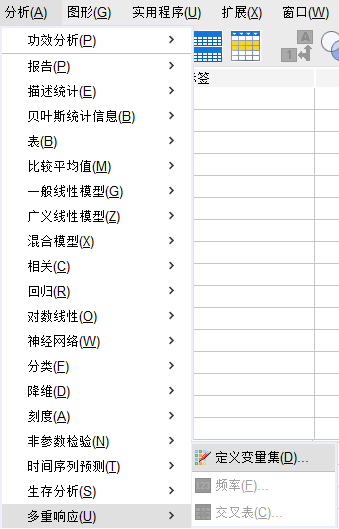 分析(A) 图形(G) 实用程序(U) 扩展(X) 窗口(W)
功效分析(P)
标签
报告(P)
描述统计(E)
贝叶斯统计信息(B)
表(B)
比较平均值(M)
一般线性模型(G)
广义线性模型(Z)
混合模型(X)
相关(C)
回归(R)
对数线性(O)
神经网络(W)
分类(F)
降维(D)
刻度(A)
非参数检验(N)
时间序列预测(T)
生存分析(S)
多重响应(U)
定义变量集(D)...
频率(F)...
交叉表(C)...